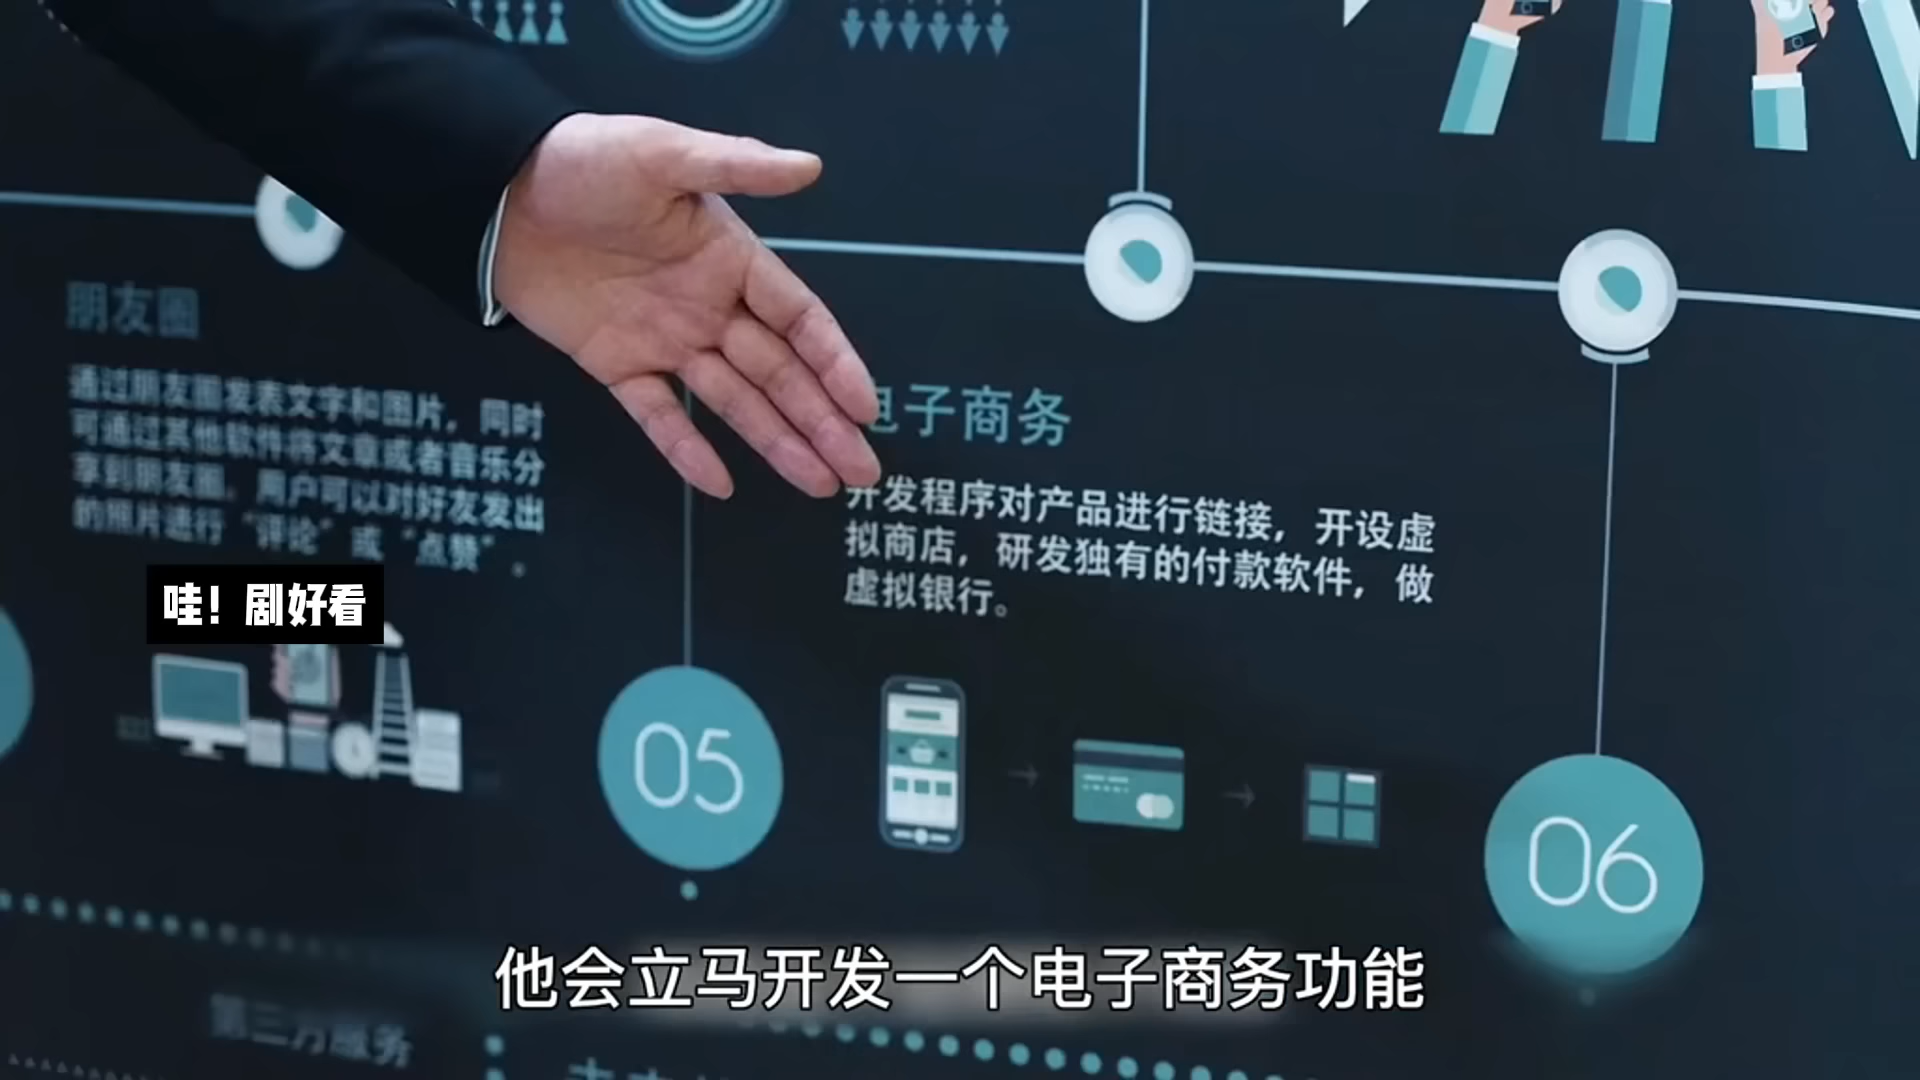 朋友圈
通过朋友圈发表文字和图片，同时
可通过其他软件将文章或者音乐分
享到朋友圈。用户可以对好友发出
的照片进行“评论”或“点赞”。
哇！剧好看
05
电子商务
开发程序对产品进行链接，开设虚
拟商店，研发独有的付款软件，做
虚拟银行。
06
他会立马开发一个电子商务功能
第三方服务